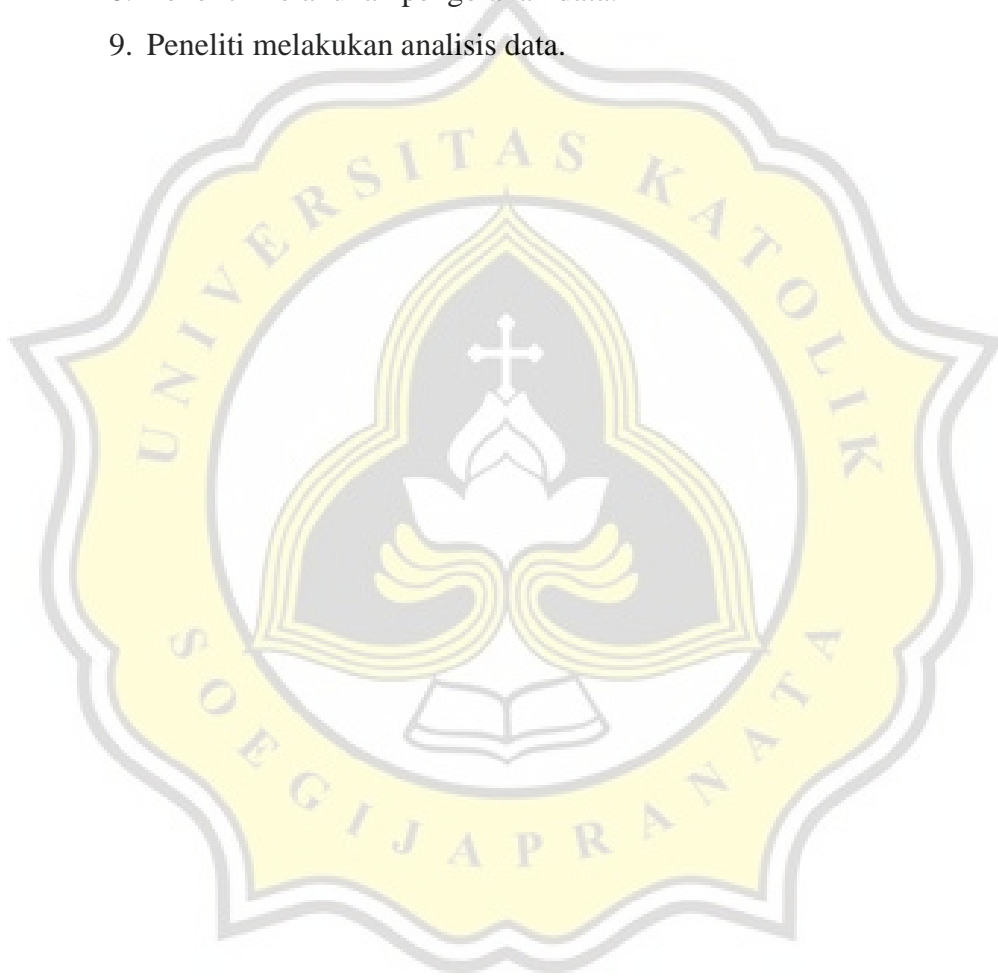 9. Peneliti melakukan analisis data.
UNIVERSITAS KATOLIK
SOEGIJAPRANATA